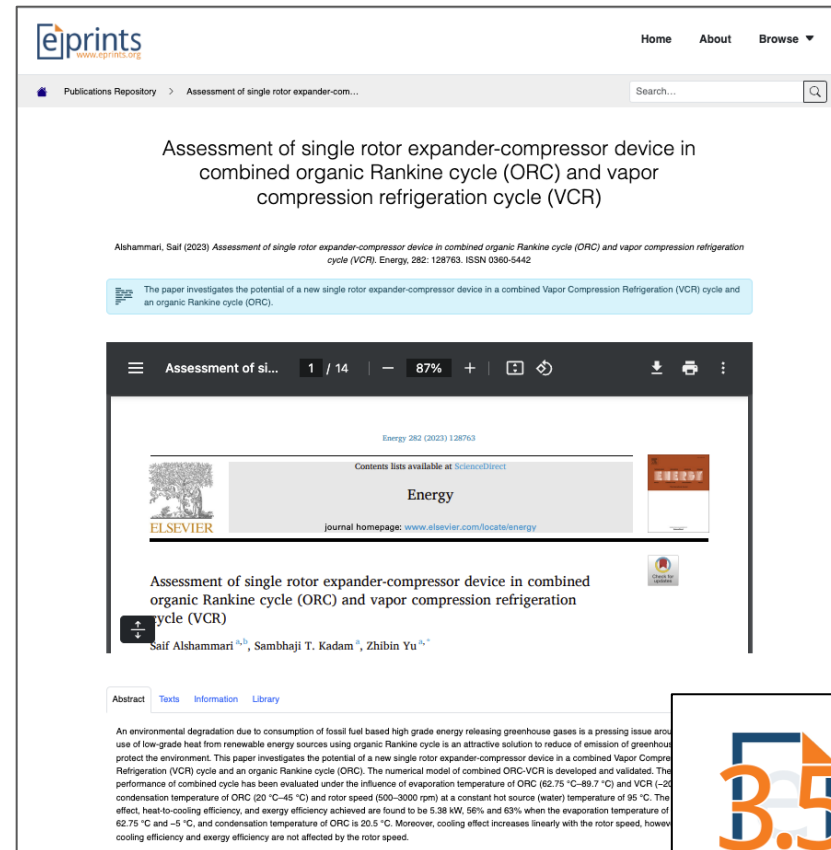 eprints
www.eprints.org
Home About Browse ▼
Publications Repository > Assessment of single rotor expander-com...
Search...
Assessment of single rotor expander-compressor device in
combined organic Rankine cycle (ORC) and vapor
compression refrigeration cycle (VCR)
Alshammari, Saif (2023) Assessment of single rotor expander-compressor device in combined organic Rankine cycle (ORC) and vapour compression refrigeration
cycle (VCR). Energy, 282: 128763. ISSN 0360-5442
The paper investigates the potential of a new single rotor expander-compressor device in a combined Vapor Compression Refrigeration (VCR) cycle and
an organic Rankine cycle (ORC).
Assessment of si... 1 / 14 | − 87% + |
Energy 282 (2023) 128763
Contents lists available at ScienceDirect
Energy
journal homepage: www.elsevier.com/locate/energy
ELSEVIER
ENERGY
Check for
updates
Assessment of single rotor expander-compressor device in combined
organic Rankine cycle (ORC) and vapor compression refrigeration
cycle (VCR)
Saif Alshammari a,b, Sambhaji T. Kadam a, Zhibin Yu a,*
Abstract Texts Information Library
An environmental degradation due to consumption of fossil fuel based high grade energy releasing greenhouse gases is a pressing issue arou
use of low-grade heat from renewable energy sources using organic Rankine cycle is an attractive solution to reduce of emission of greenhous
protect the environment. This paper investigates the potential of a new single rotor expander-compressor device in a combined Vapor Compre
Refrigeration (VCR) cycle and an organic Rankine cycle (ORC). The numerical model of combined ORC-VCR is developed and validated. The
performance of combined cycle has been evaluated under the influence of evaporation temperature of ORC (62.75 °C–89.7 °C) and VCR (−20
condensation temperature of ORC (20 °C–45 °C) and rotor speed (500–3000 rpm) at a constant hot source (water) temperature of 95 °C. The
effect, heat-to-cooling efficiency, and exergy efficiency achieved are found to be 5.38 kW, 56% and 63% when the evaporation temperature of
62.75 °C and −5 °C, and condensation temperature of ORC is 20.5 °C. Moreover, cooling effect increases linearly with the rotor speed, howev
cooling efficiency and exergy efficiency are not affected by the rotor speed.
3.5